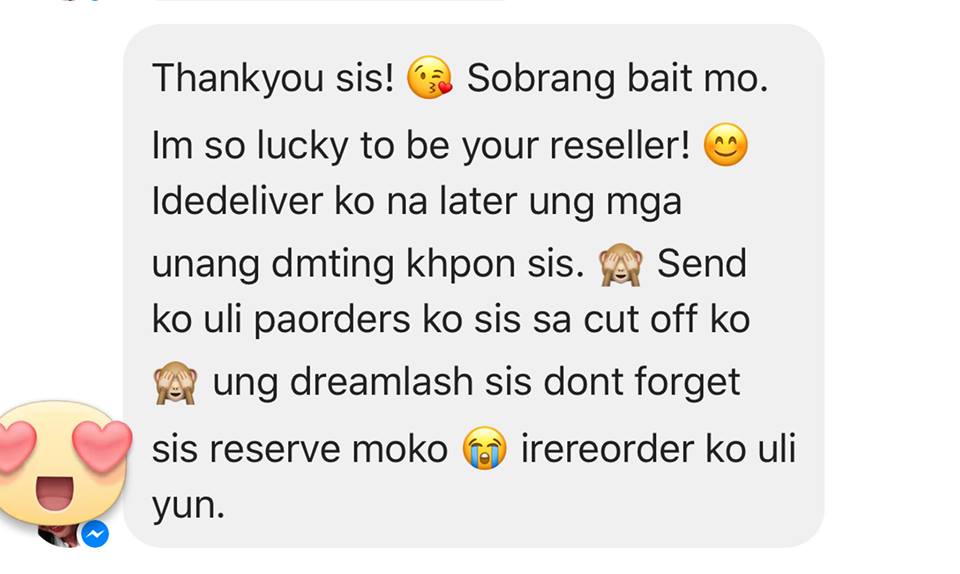 Thankyou sis! 😘 Sobrang bait mo.
Im so lucky to be your reseller! 😊
Idedeliver ko na later ung mga
unang dmting khpon sis. 🙈 Send
ko uli paorders ko sis sa cut off ko
🙈 ung dreamlash sis dont forget
sis reserve moko 😭 irereorder ko uli
yun.